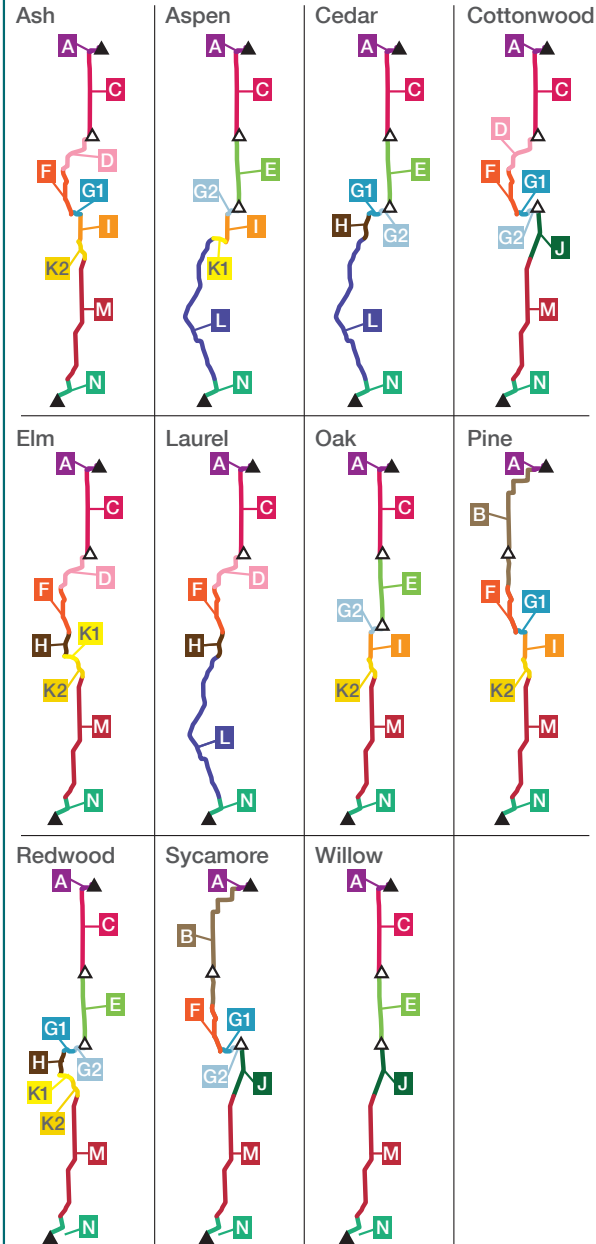 Ash
A
C
D
F
G1
I
K2
M
N
Aspen
A
C
E
G2
I
K1
L
N
Cedar
A
C
E
G1
H
G2
L
N
Cottonwood
A
C
D
F
G1
G2
J
M
N
Elm
A
C
D
F
K1
H
K2
M
N
Laurel
A
C
D
F
H
L
N
Oak
A
C
E
G2
I
K2
M
N
Pine
A
B
F
G1
I
K2
M
N
Redwood
A
C
E
G1
H
G2
K1
K2
M
N
Sycamore
A
B
F
G1
G2
J
M
N
Willow
A
C
E
J
M
N